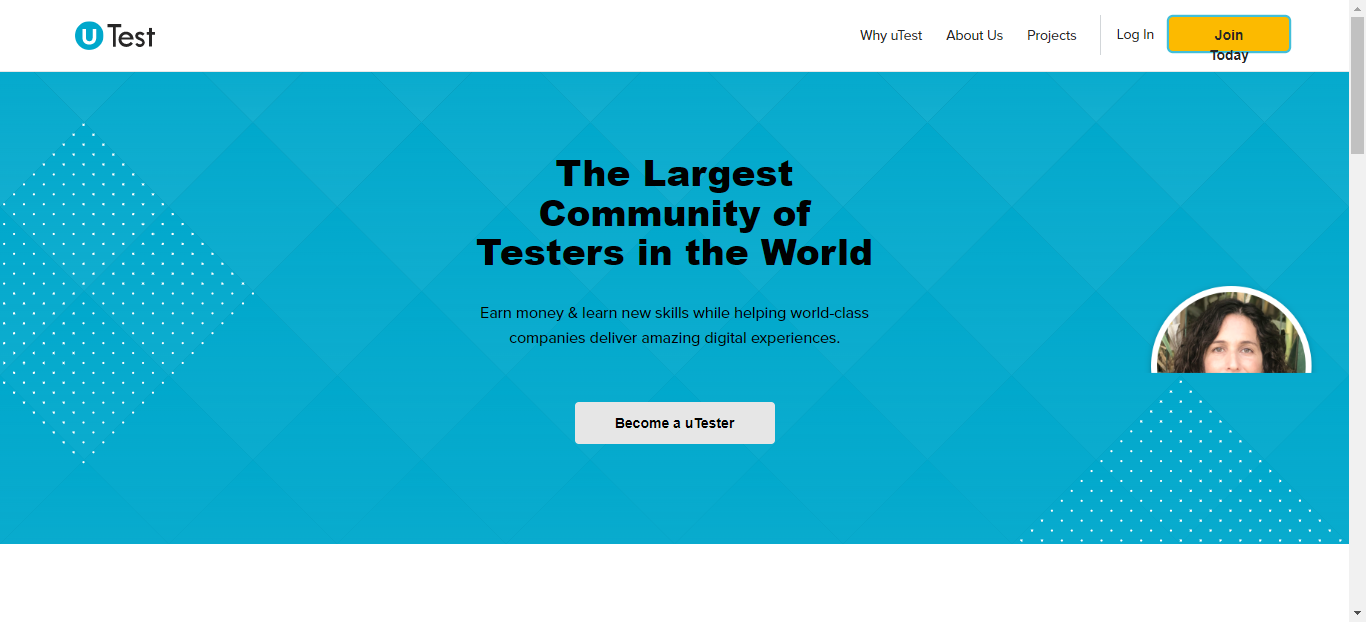 uTest
Why uTest
About Us
Projects
Log In
Join
Today
The Largest
Community of
Testers in the World
Earn money & learn new skills while helping world-class
companies deliver amazing digital experiences.
Become a uTester